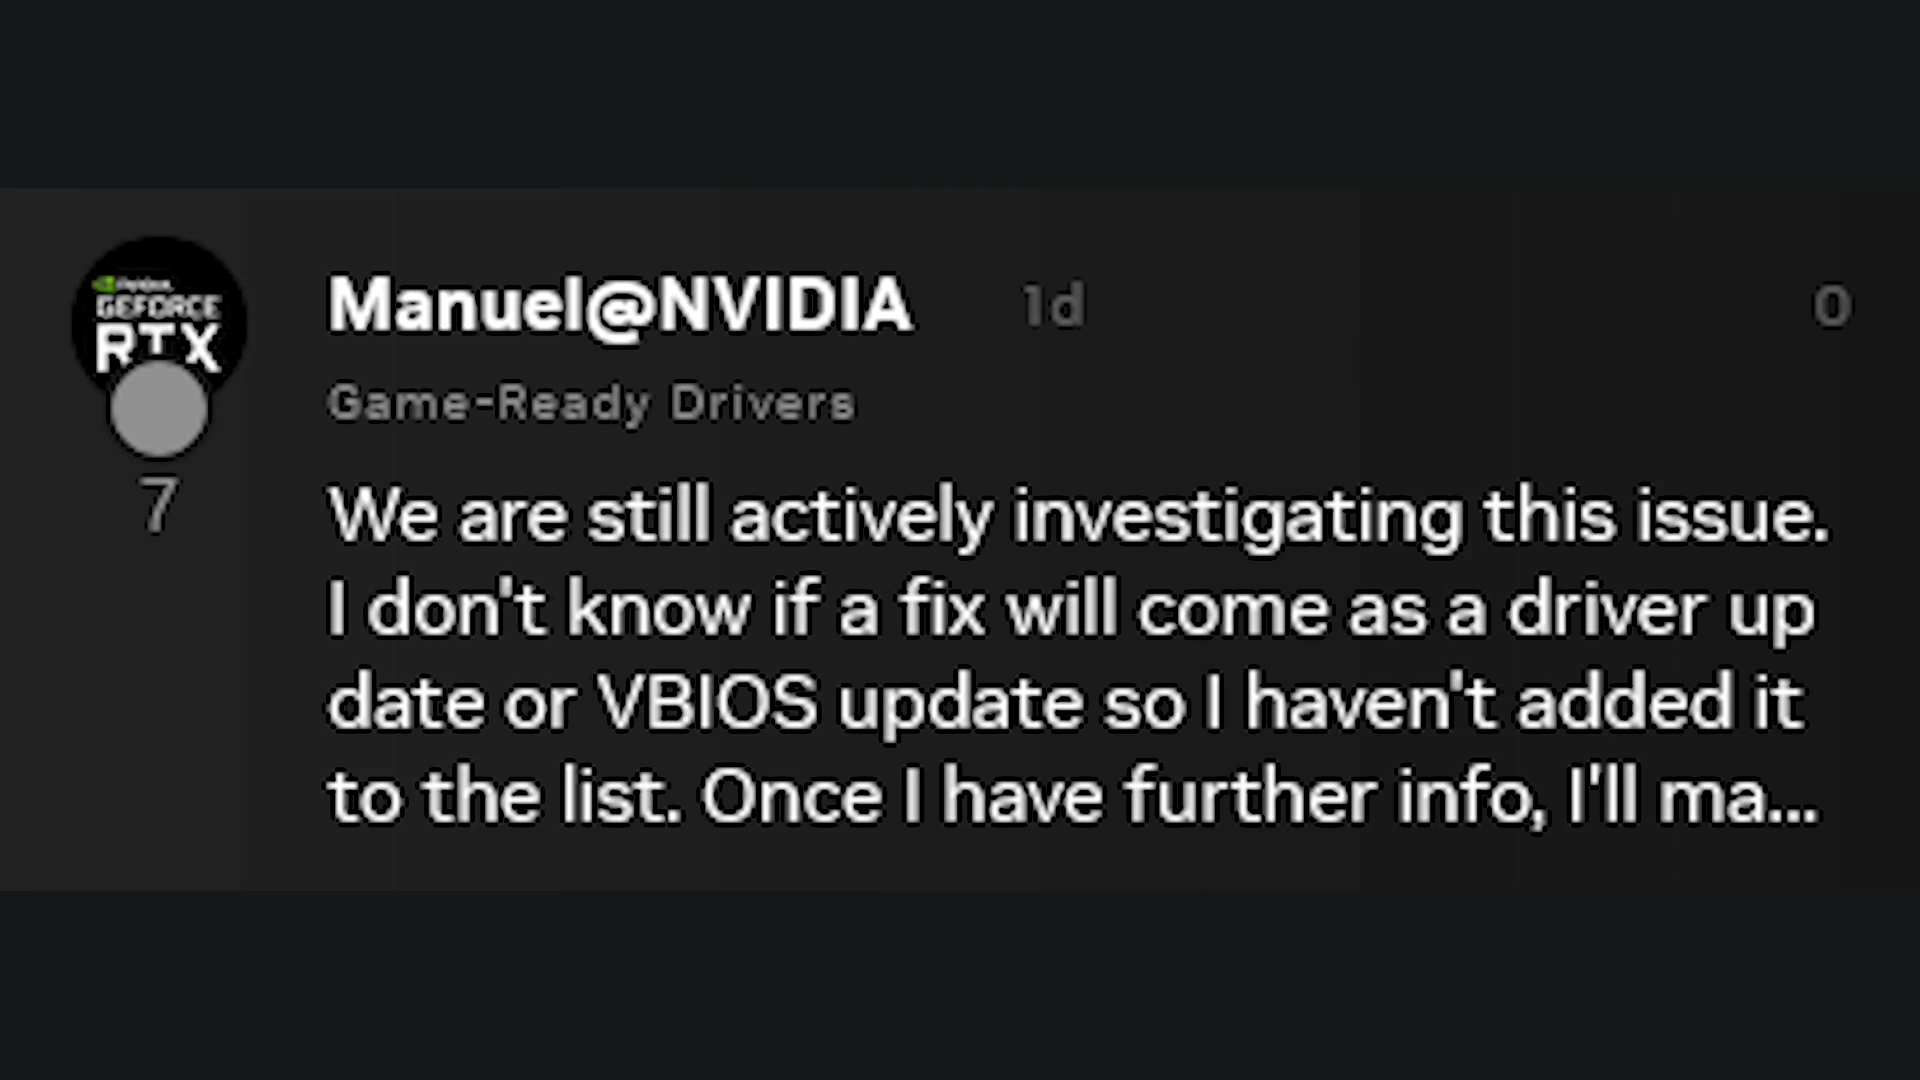 NVIDIA.
GEFORCE
RTX
7
Manuel@NVIDIA 1d 0
Game-Ready Drivers
We are still actively investigating this issue.
I don't know if a fix will come as a driver up
date or VBIOS update so I haven't added it
to the list. Once I have further info, I'll ma...